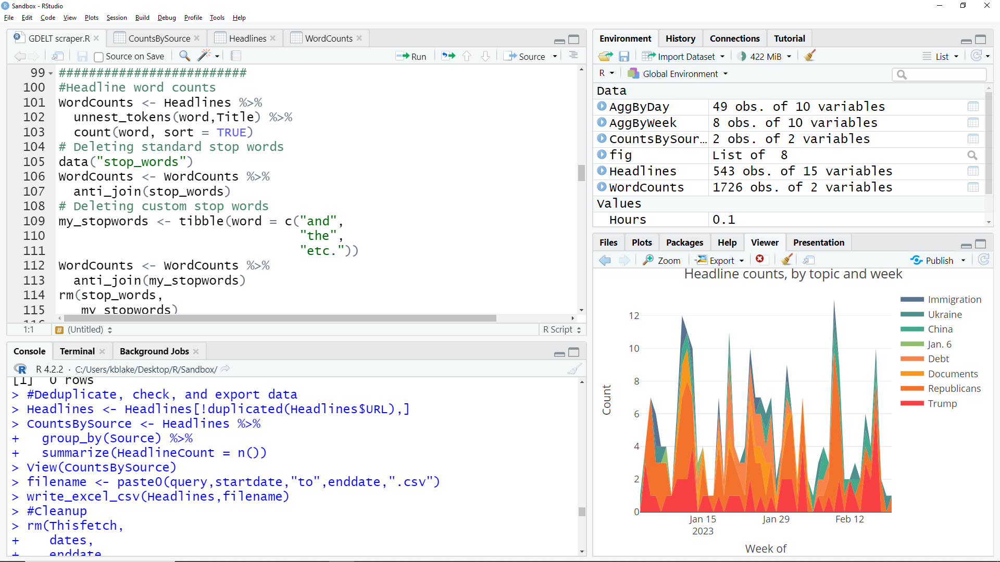 Sandbox - RStudio
File Edit Code View Plots Session Build Debug Profile Tools Help
GDELT scraper.R CountsBySource Headlines WordCounts
Source on Save Run Source
99 #########################
100 #Headline word counts
101 WordCounts <- Headlines %>%
102 unnest_tokens(word,Title) %>%
103 count(word, sort = TRUE)
104 # Deleting standard stop words
105 data("stop_words")
106 WordCounts <- WordCounts %>%
107 anti_join(stop_words)
108 # Deleting custom stop words
109 my_stopwords <- tibble(word = c("and",
110 "the",
111 "etc."))
112 WordCounts <- WordCounts %>%
113 anti_join(my_stopwords)
114 rm(stop_words,
115 my_stopwords)
116
1:1 # (Untitled) R Script
Console Terminal Background Jobs
R 4.2.2 · C:/Users/kblake/Desktop/R/Sandbox/
[1] 0 rows
> #Deduplicate, check, and export data
> Headlines <- Headlines[!duplicated(Headlines$URL),]
> CountsBySource <- Headlines %>%
+ group_by(Source) %>%
+ summarize(HeadlineCount = n())
> View(CountsBySource)
> filename <- paste0(query,startdate,"to",enddate,".csv")
> write_excel_csv(Headlines,filename)
> #Cleanup
> rm(Thisfetch,
+ dates,
+ enddate
Environment History Connections Tutorial
Import Dataset 422 MiB List
R Global Environment
Data
AggByDay 49 obs. of 10 variables
AggByWeek 8 obs. of 10 variables
CountsBySour... 2 obs. of 2 variables
fig List of 8
Headlines 543 obs. of 15 variables
WordCounts 1726 obs. of 2 variables
Values
Hours 0.1
Files Plots Packages Help Viewer Presentation
Zoom Export Publish
Headline counts, by topic and week
Immigration
Ukraine
China
Jan. 6
Debt
Documents
Republicans
Trump
Count
12
10
8
6
4
2
0
Jan 15 Jan 29 Feb 12
2023
Week of